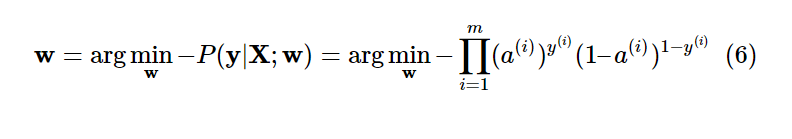 w = arg min_w −P(y|X; w) = arg min_w − ∏_{i=1}^{m} (a^{(i)})^{y^{(i)}} (1−a^{(i)})^{1−y^{(i)}} (6)